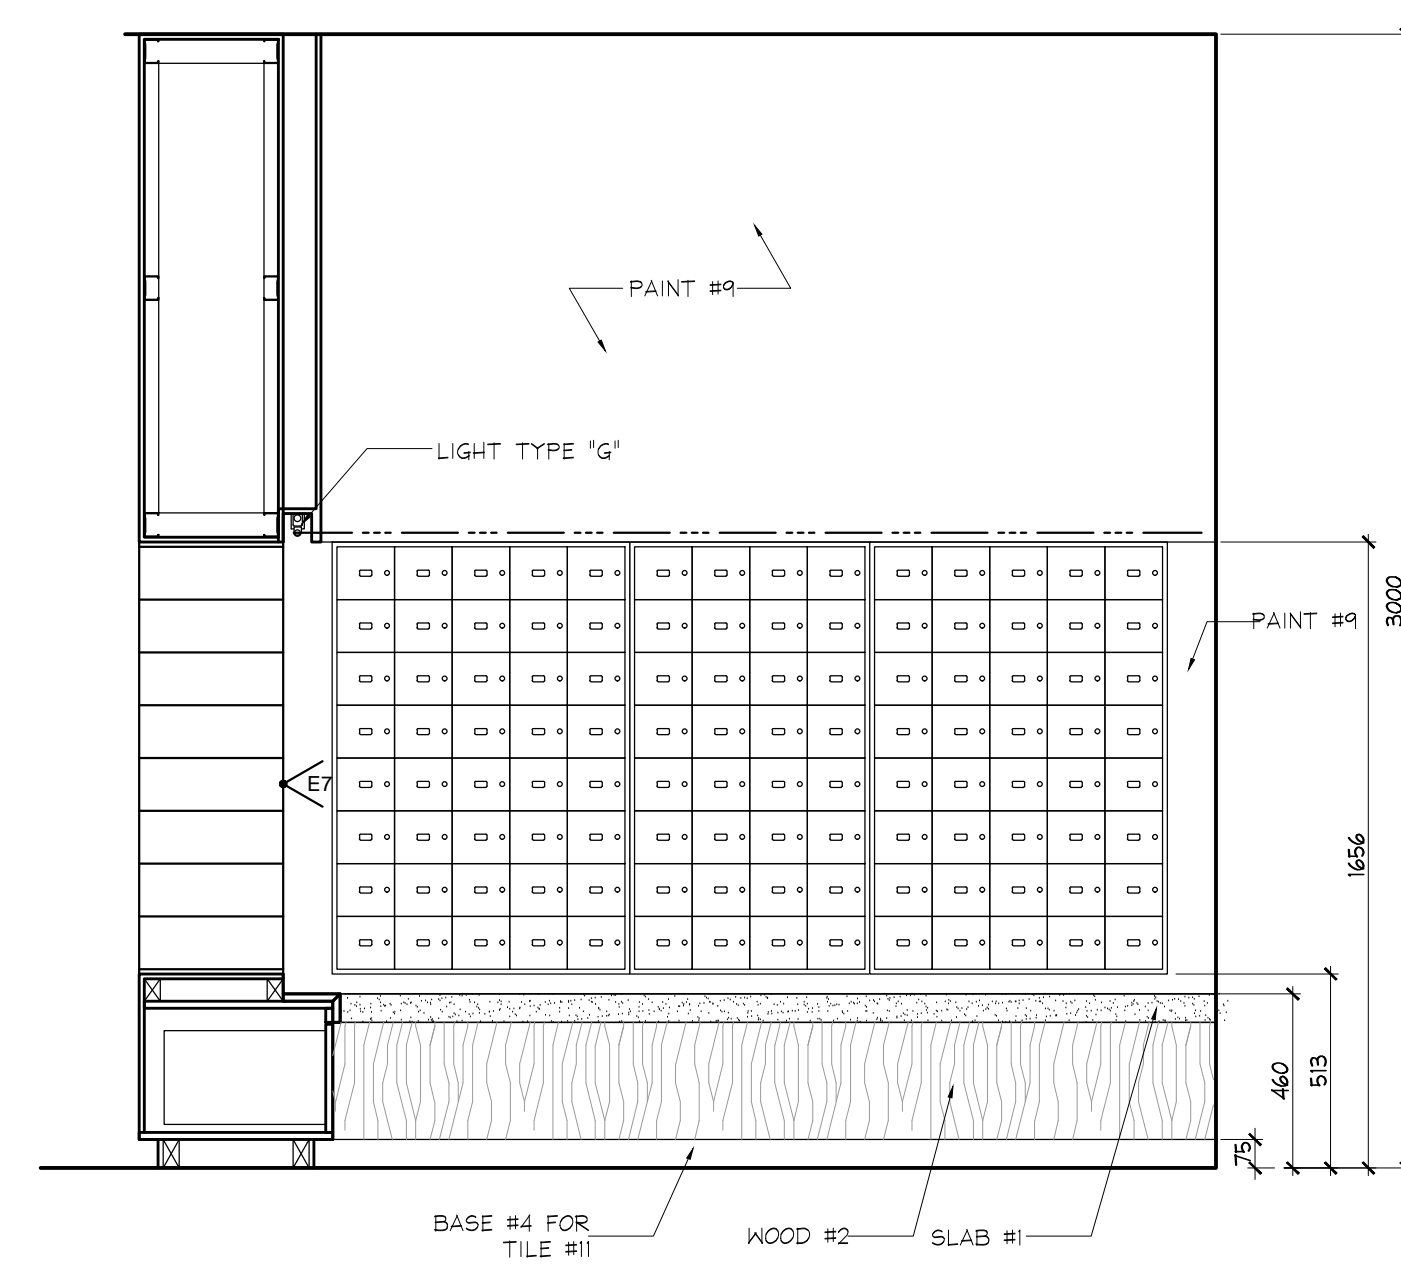 PAINT #9
LIGHT TYPE "G"
3000
PAINT #9
E7
1656
513
460
75
BASE #4 FOR
TILE #11
WOOD #2
SLAB #1